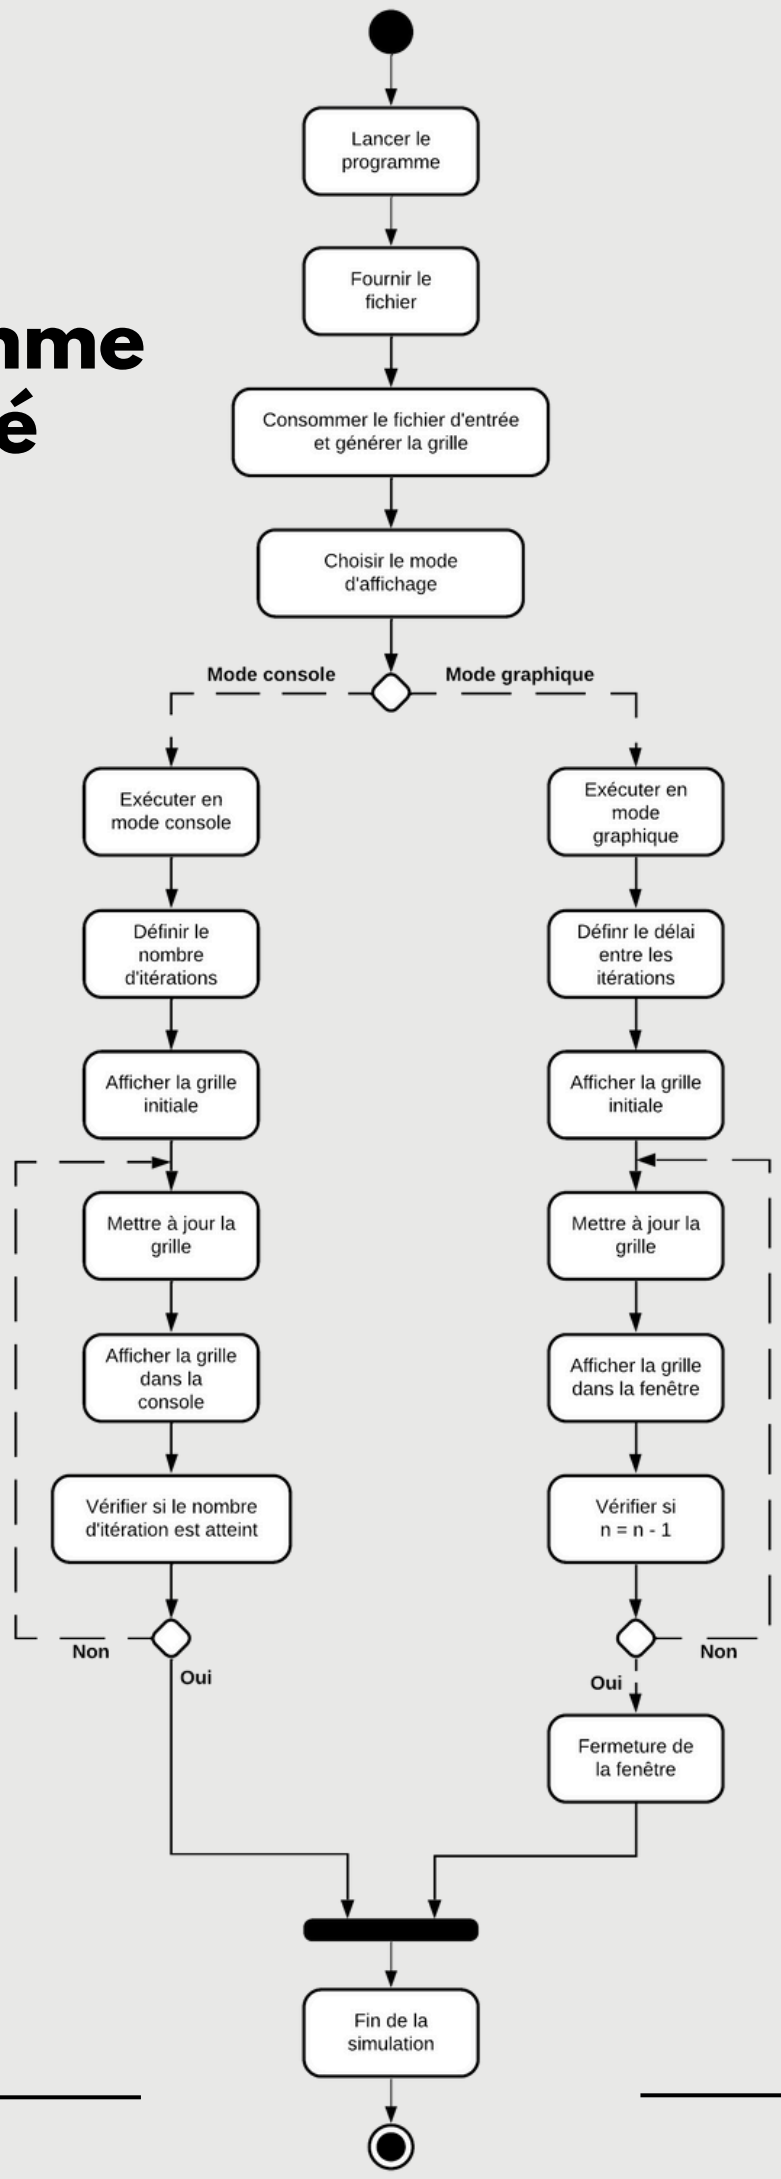 Lancer le
programme
Fournir le
fichier
mme
é
Consommer le fichier d'entrée
et générer la grille
Choisir le mode
d'affichage
Mode console
Mode graphique
Exécuter en
mode console
Définir le
nombre
d'itérations
Afficher la grille
initiale
Mettre à jour la
grille
Afficher la grille
dans la
console
Vérifier si le nombre
d'itération est atteint
Non
Oui
Exécuter en
mode
graphique
Définr le délai
entre les
itérations
Afficher la grille
initiale
Mettre à jour la
grille
Afficher la grille
dans la fenêtre
Vérifier si
n = n - 1
Non
Oui
Fermeture de
la fenêtre
Fin de la
simulation